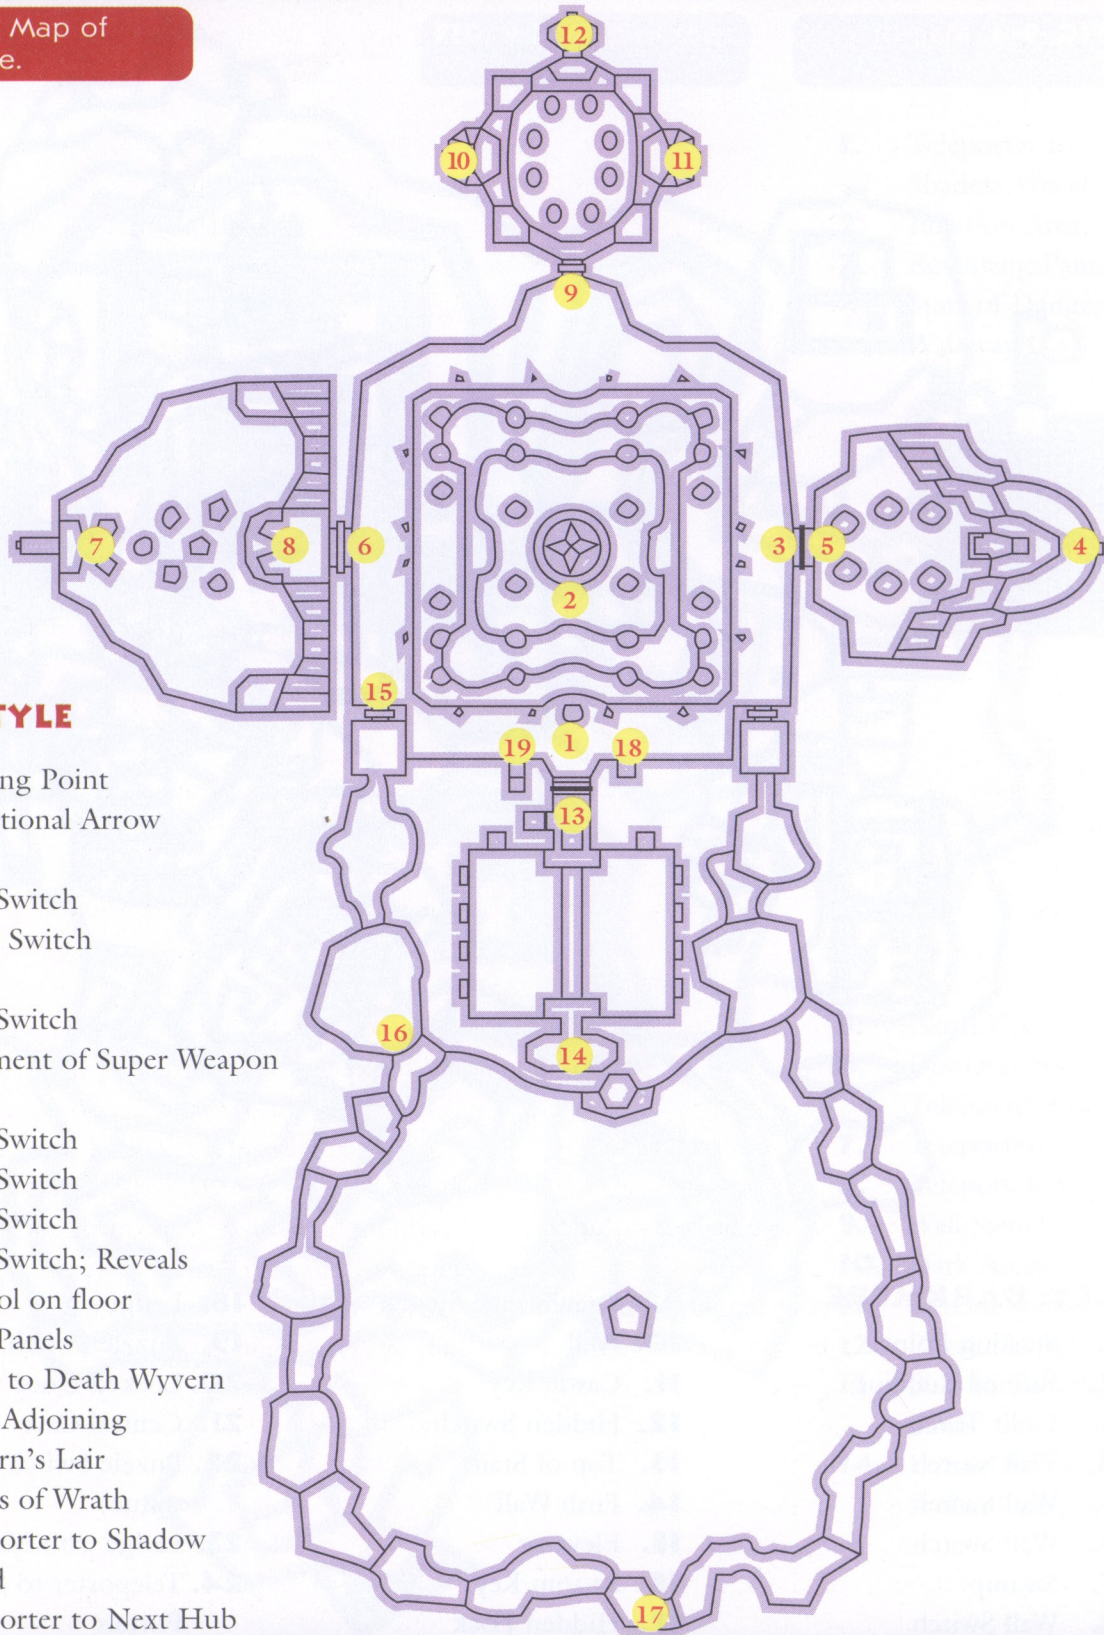 Map of
e.
12
10
11
9
7
8
6
2
3
5
4
15
19
1
18
13
16
14
17
TYLE
ng Point
tional Arrow
Switch
Switch
Switch
ment of Super Weapon
Switch
Switch
Switch
Switch; Reveals
ol on floor
Panels
to Death Wyvern
Adjoining
rn's Lair
s of Wrath
orter to Shadow
d
orter to Next Hub